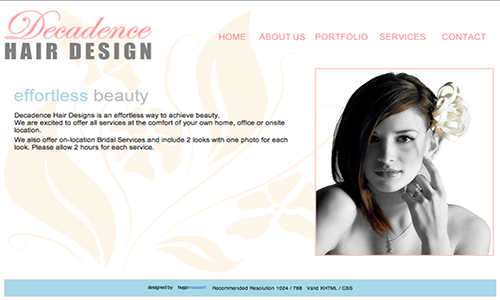 Decadence
HAIR DESIGN
HOME ABOUT US PORTFOLIO SERVICES CONTACT
effortless beauty
Decadence Hair Designs is an effortless way to achieve beauty.
We are excited to offer all services at the comfort of your own home, office or onsite
location.
We also offer on-location Bridal Services and include 2 looks with one photo for each
look. Please allow 2 hours for each service.
designed by hugo Recommended Resolution 1024 / 768 Valid XHTML / CSS